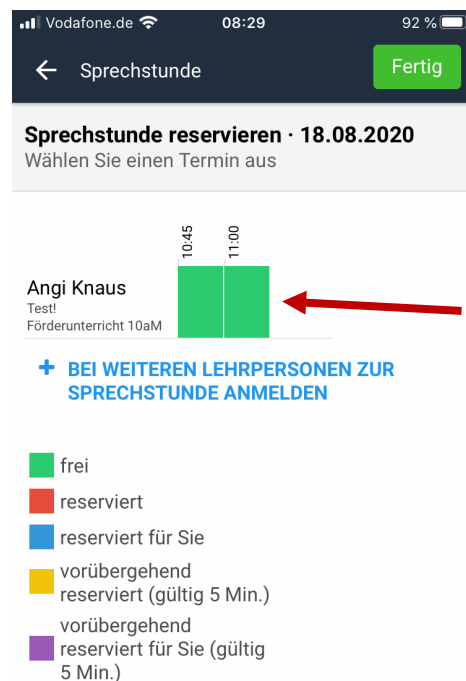 Vodafone.de 08:29 92 %
Sprechstunde Fertig
Sprechstunde reservieren · 18.08.2020
Wählen Sie einen Termin aus
10:45 11:00
Angi Knaus
Test!
Förderunterricht 10aM
+ BEI WEITEREN LEHRPERSONEN ZUR
SPRECHSTUNDE ANMELDEN
frei
reserviert
reserviert für Sie
vorübergehend
reserviert (gültig 5 Min.)
vorübergehend
reserviert für Sie (gültig
5 Min.)